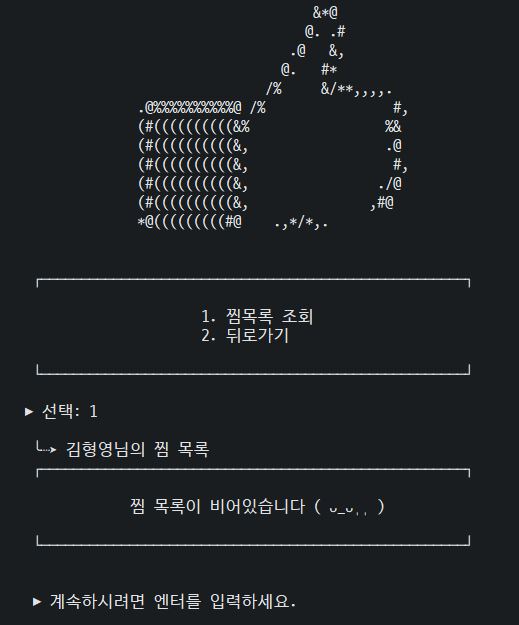 1. 찜목록 조회
2. 뒤로가기
▶ 선택: 1
╰┈➤ 김형영님의 찜 목록
찜 목록이 비어있습니다 ( ᴗ_ᴗ̩̩ )
▶ 계속하시려면 엔터를 입력하세요.